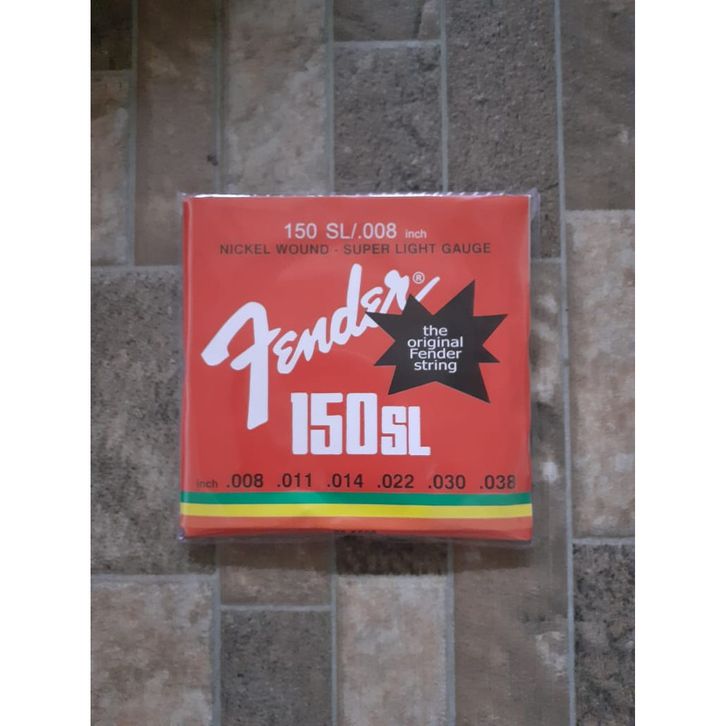 150 SL/.008 inch
NICKEL WOUND - SUPER LIGHT GAUGE
Fender®
the
original
Fender
string
150SL
inch .008 .011 .014 .022 .030 .038